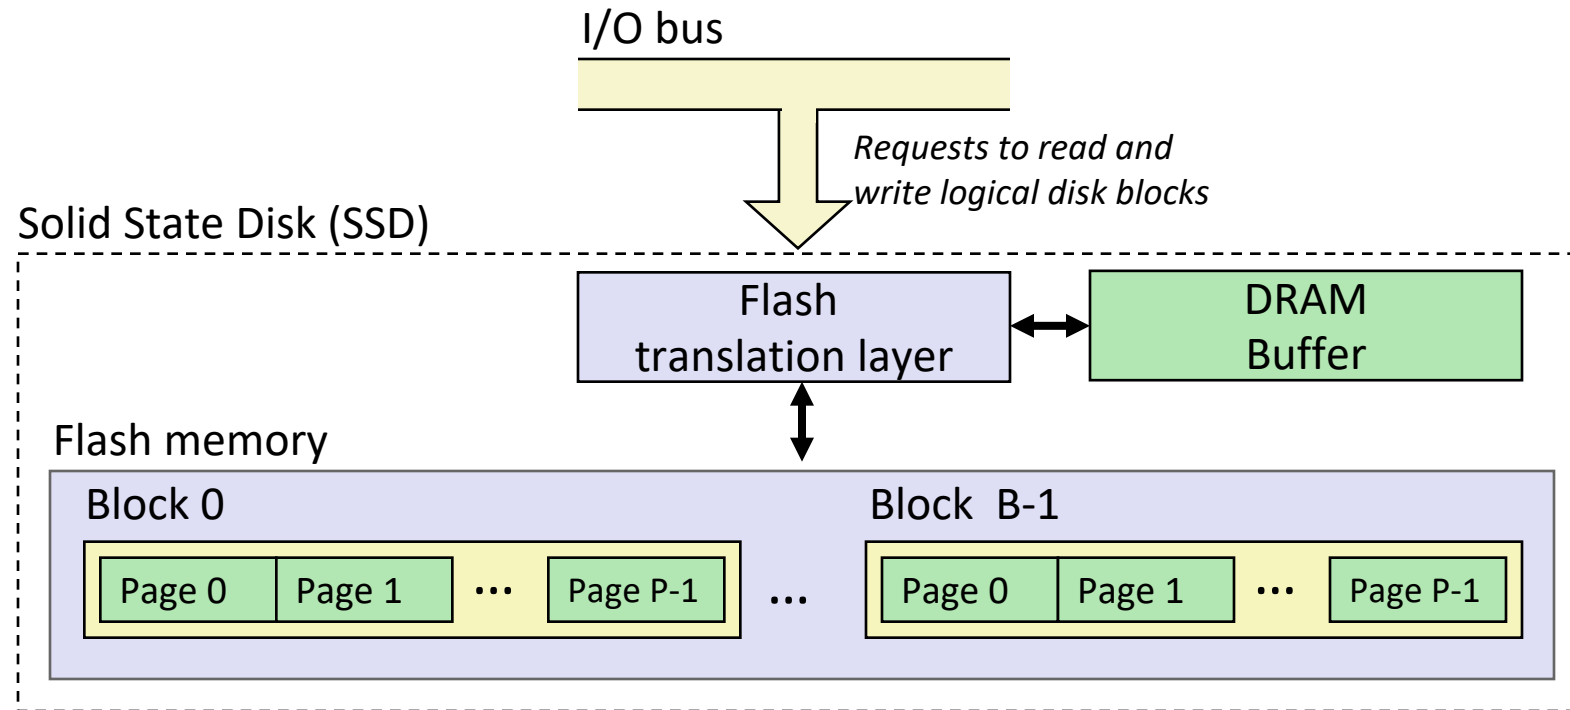 I/O bus
Requests to read and
write logical disk blocks
Solid State Disk (SSD)
Flash
translation layer
DRAM
Buffer
Flash memory
Block 0
Block B-1
Page 0 Page 1 ... Page P-1 ... Page 0 Page 1 ... Page P-1